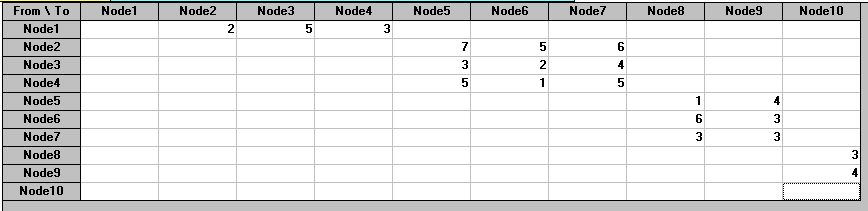 From \ To Node1 Node2 Node3 Node4 Node5 Node6 Node7 Node8 Node9 Node10
Node1 2 5 3
Node2 7 5 6
Node3 3 2 4
Node4 5 1 5
Node5 1 4
Node6 6 3
Node7 3 3
Node8 3
Node9 4
Node10